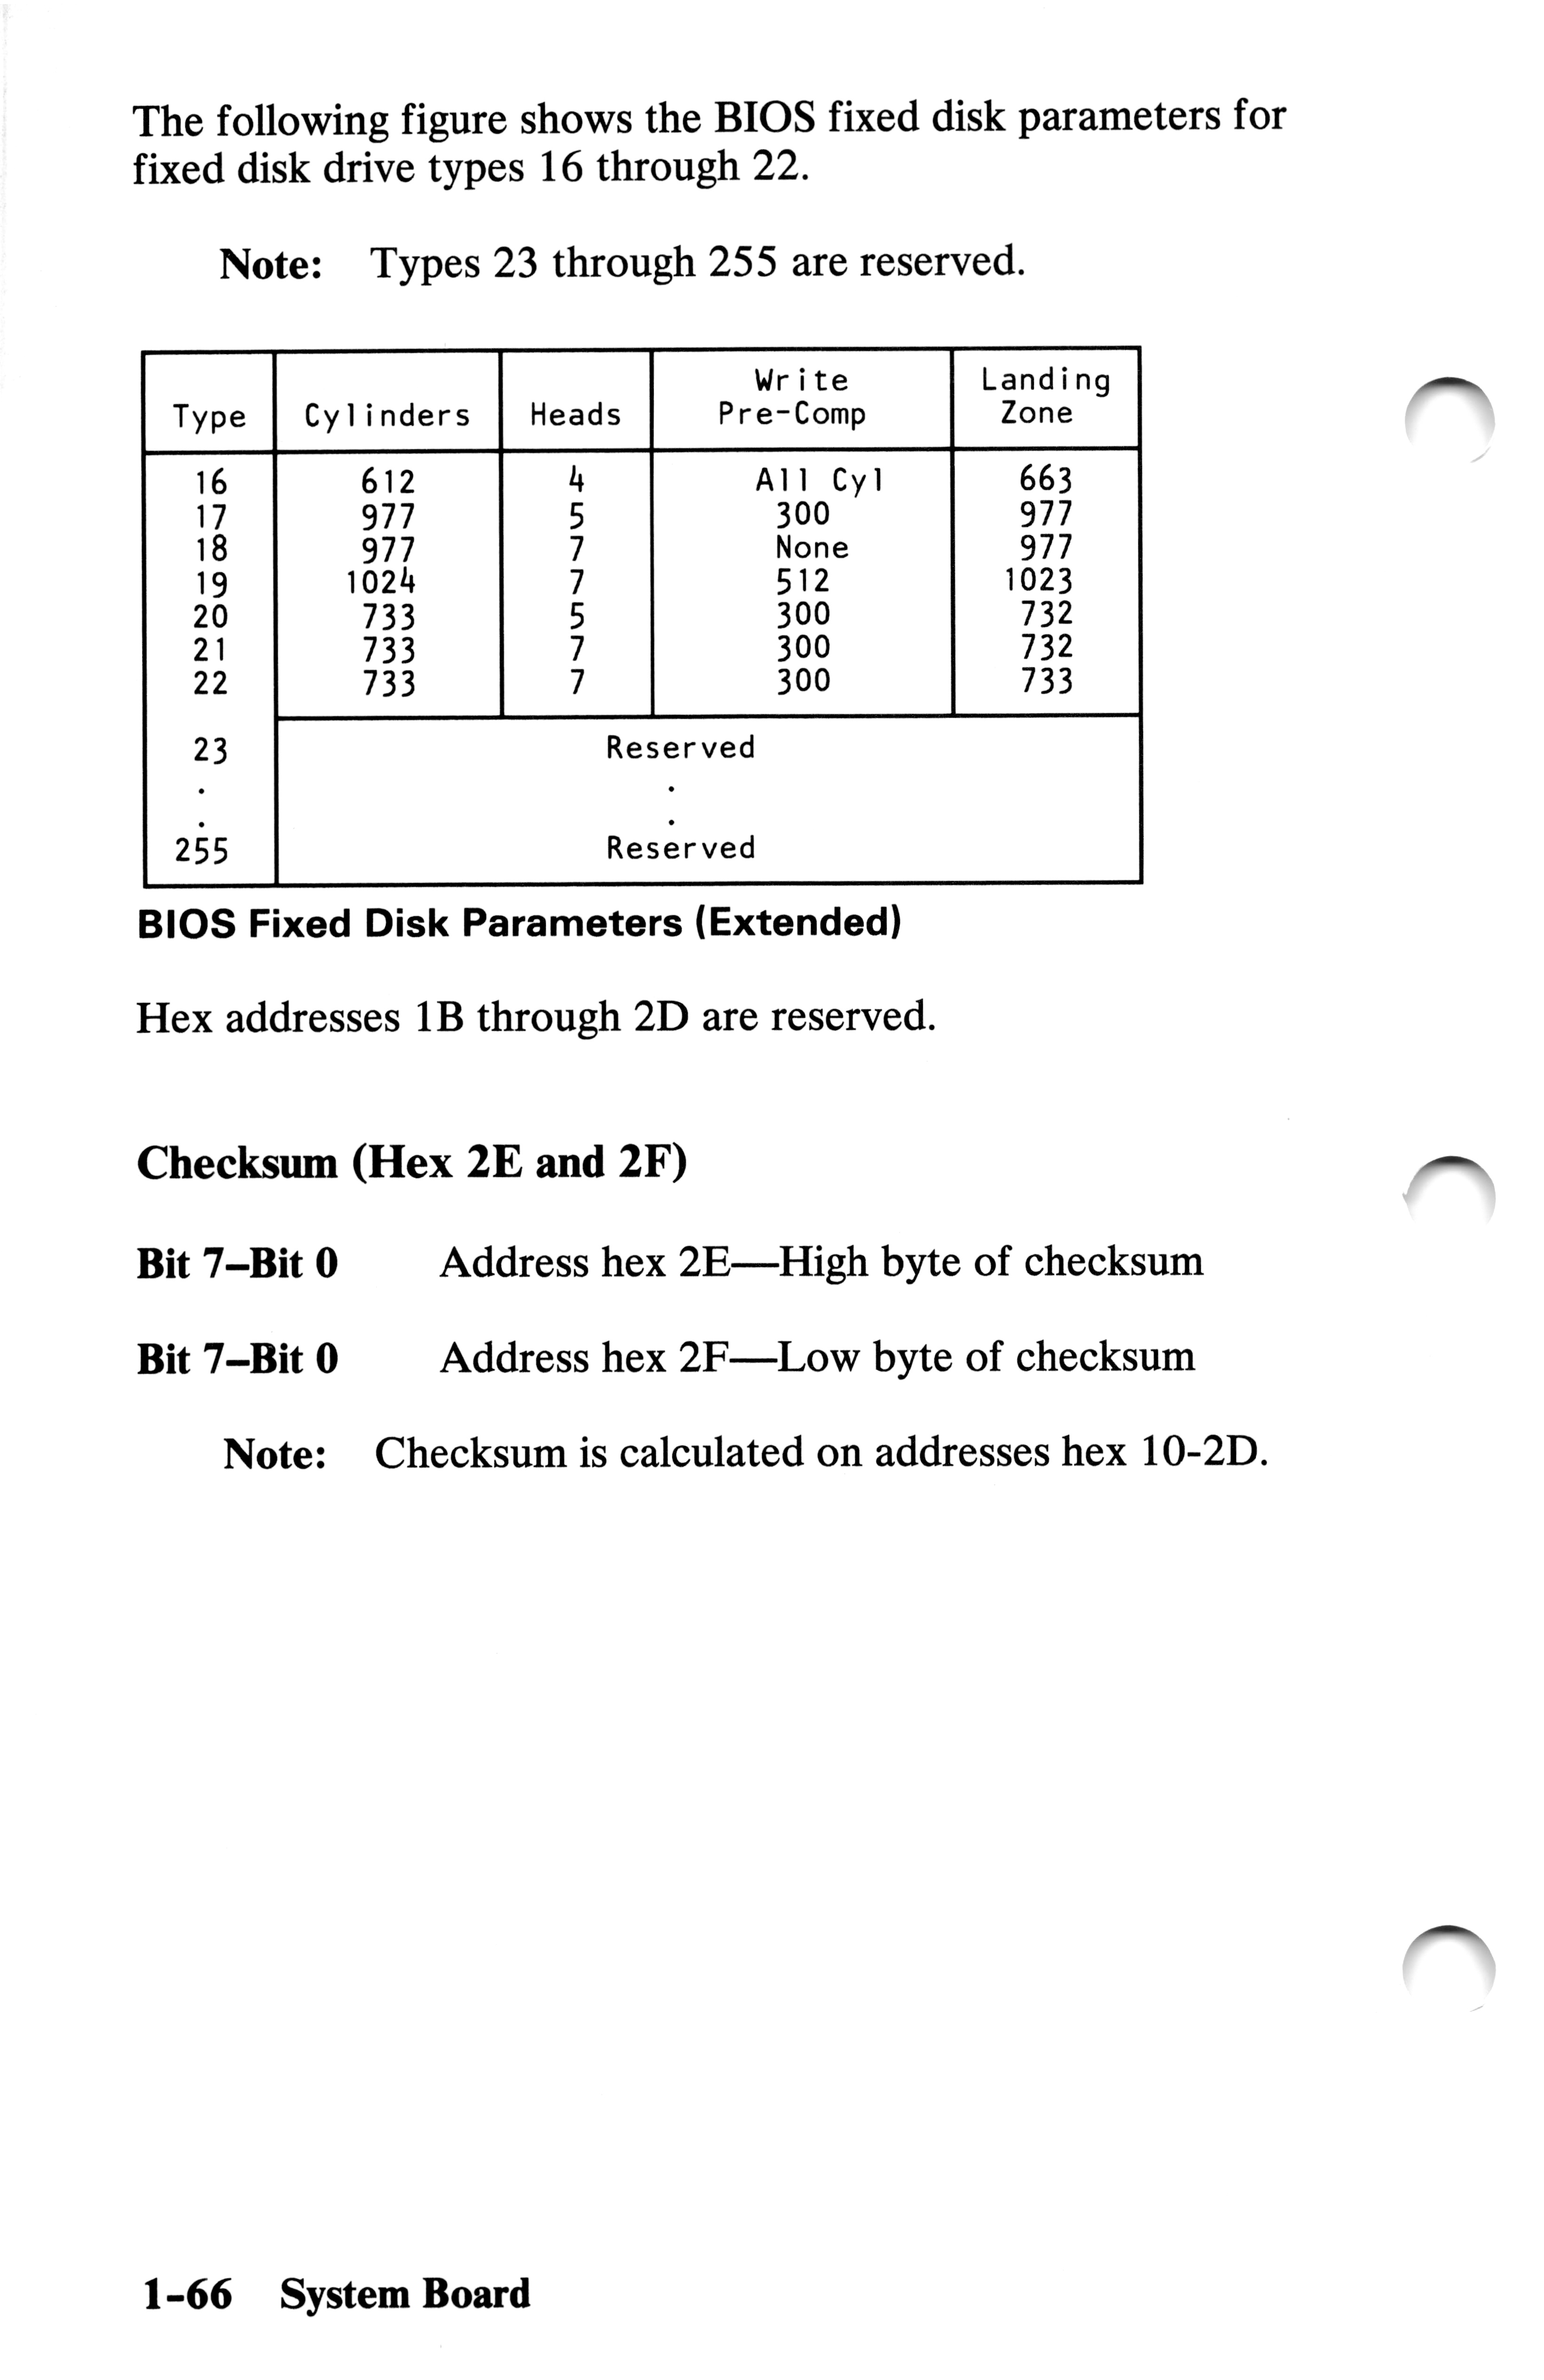 The following figure shows the BIOS fixed disk parameters for
fixed disk drive types 16 through 22.
Note: Types 23 through 255 are reserved.
Type Cylinders Heads Write Pre-Comp Landing Zone
16 612 4 All Cyl 663
17 977 5 300 977
18 977 7 None 977
19 1024 7 512 1023
20 733 5 300 732
21 733 7 300 732
22 733 7 300 733
23 Reserved
. .
. .
255 Reserved
BIOS Fixed Disk Parameters (Extended)
Hex addresses 1B through 2D are reserved.
Checksum (Hex 2E and 2F)
Bit 7–Bit 0 Address hex 2E—High byte of checksum
Bit 7–Bit 0 Address hex 2F—Low byte of checksum
Note: Checksum is calculated on addresses hex 10-2D.
1-66 System Board